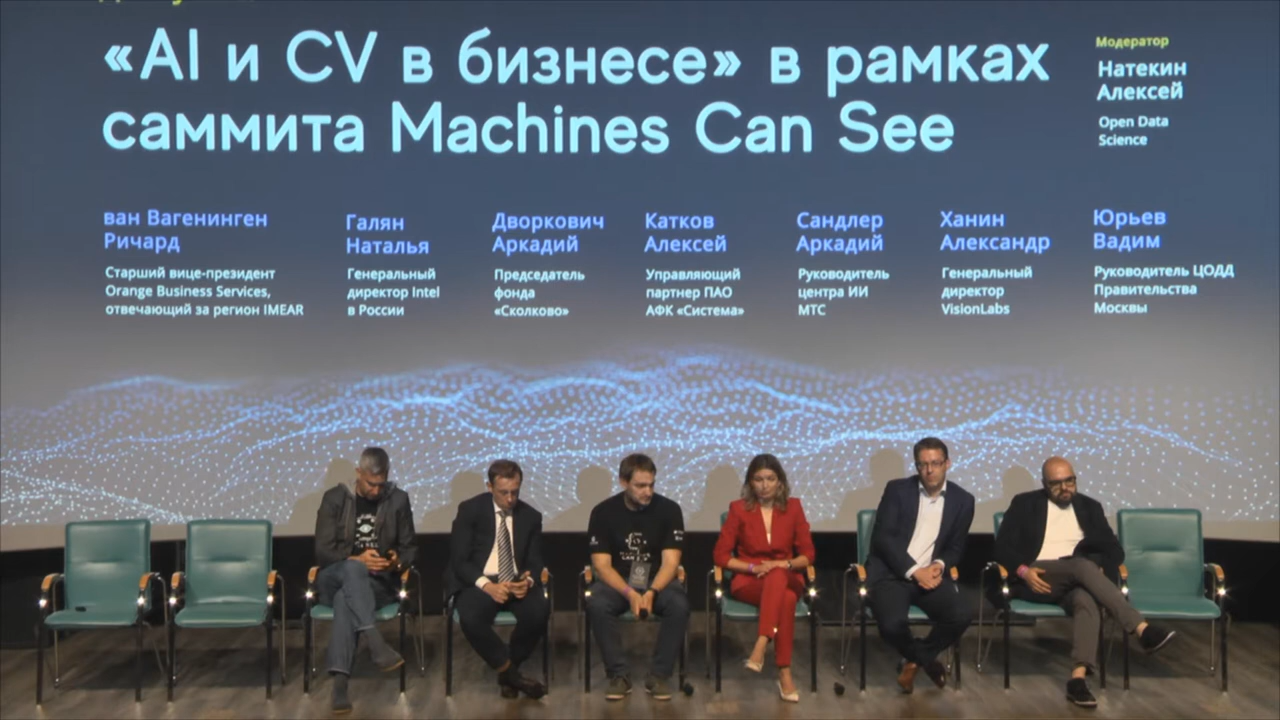 «AI и CV в бизнесе» в рамках
саммита Machines Can See
Модератор
Натекин
Алексей
Open Data
Science
ван Вагенинген
Ричард
Старший вице-президент
Orange Business Services,
отвечающий за регион IMEAR
Галян
Наталья
Генеральный
директор Intel
в России
Дворкович
Аркадий
Председатель
фонда
«Сколково»
Катков
Алексей
Управляющий
партнер ПАО
АФК «Система»
Сандлер
Аркадий
Руководитель
центра ИИ
МТС
Ханин
Александр
Генеральный
директор
VisionLabs
Юрьев
Вадим
Руководитель ЦОДД
Правительства
Москвы